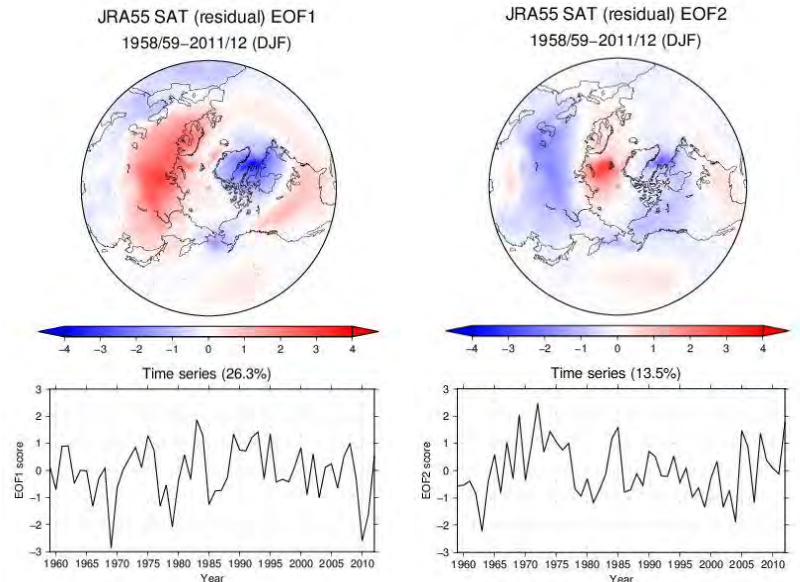 JRA55 SAT (residual) EOF1
1958/59−2011/12 (DJF)
−4 −3 −2 −1 0 1 2 3 4
Time series (26.3%)
3
2
1
0
−1
−2
−3
EOF1 score
1960 1965 1970 1975 1980 1985 1990 1995 2000 2005 2010
Year
JRA55 SAT (residual) EOF2
1958/59−2011/12 (DJF)
−4 −3 −2 −1 0 1 2 3 4
Time series (13.5%)
3
2
1
0
−1
−2
−3
EOF2 score
1960 1965 1970 1975 1980 1985 1990 1995 2000 2005 2010
Year